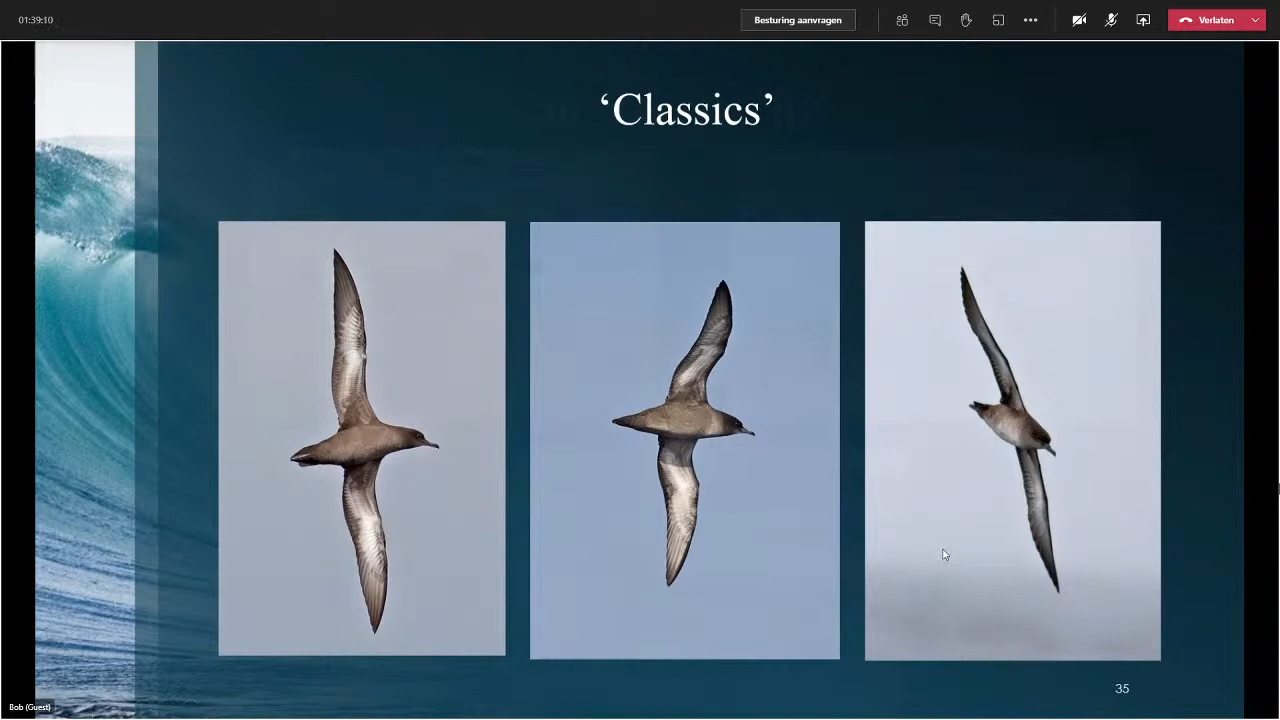 01:39:10
Besturing aanvragen
Verlaten
‘Classics’
35
Bob (Guest)